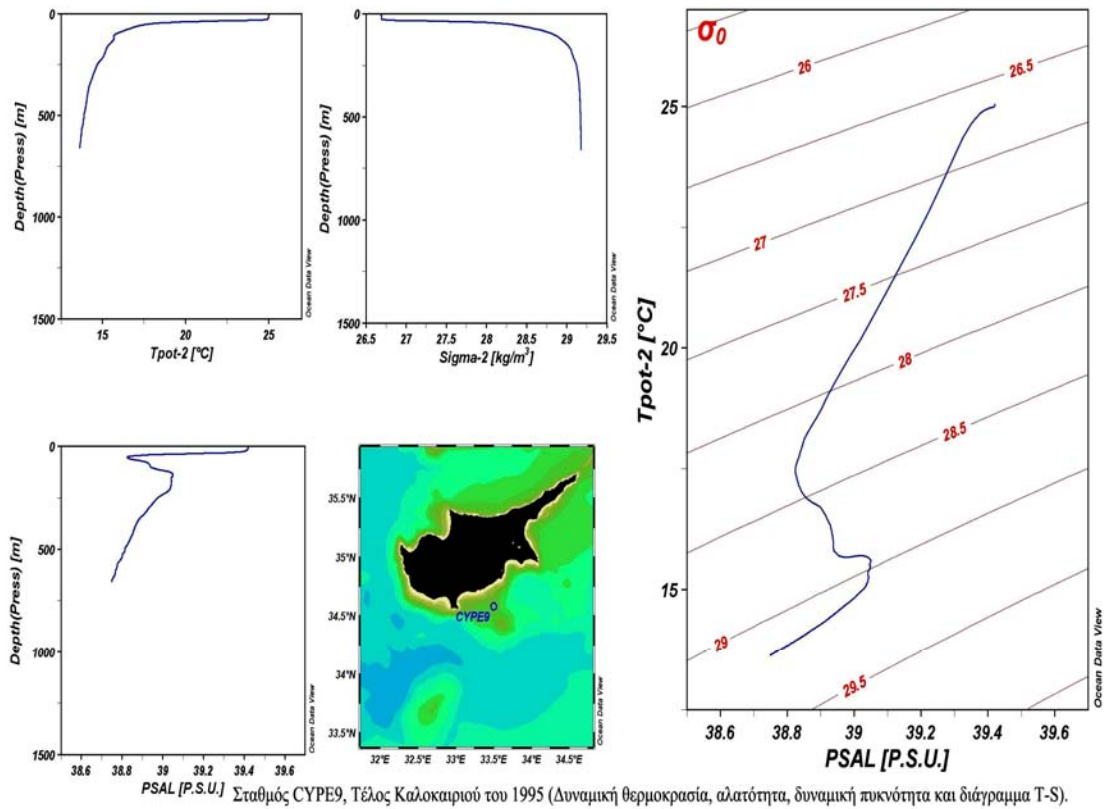 0
500
1000
1500
Depth(Press) [m]
15
20
25
Tpot-2 [°C]
Ocean Data View
0
500
1000
1500
Depth(Press) [m]
26.5
27
27.5
28
28.5
29
29.5
Sigma-2 [kg/m³]
Ocean Data View
σ0
26
26.5
27
27.5
28
28.5
29
29.5
25
20
15
Tpot-2 [°C]
38.6
38.8
39
39.2
39.4
39.6
PSAL [P.S.U.]
Ocean Data View
0
500
1000
1500
Depth(Press) [m]
38.6
38.8
39
39.2
39.4
39.6
PSAL [P.S.U.]
Ocean Data View
35.5°N
35°N
34.5°N
34°N
33.5°N
CYPE9
32°E
32.5°E
33°E
33.5°E
34°E
34.5°E
Ocean Data View
Σταθμός CYPE9, Τέλος Καλοκαιριού του 1995 (Δυναμική θερμοκρασία, αλατότητα, δυναμική πυκνότητα και διάγραμμα T-S).